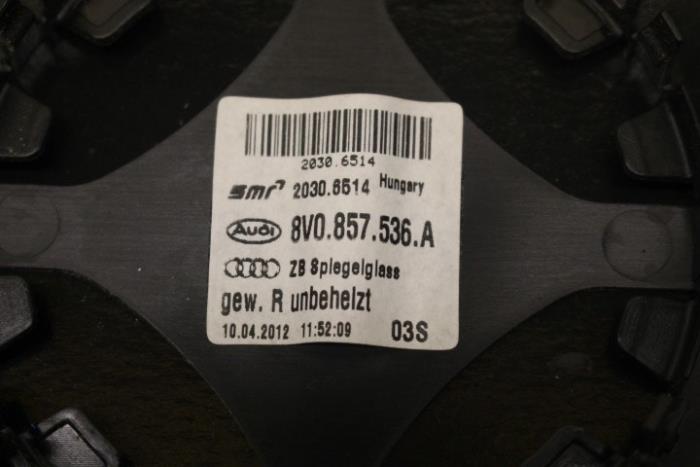 2030.6514
smr 2030.6514 Hungary
Audi 8V0.857.536.A
ZB Spiegelglass
gew. R unbeheizt
10.04.2012 11:52:09 03S